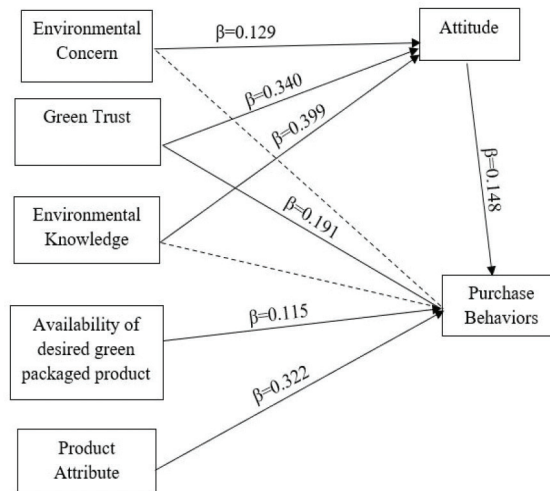 Environmental
Concern
β=0.129
Attitude
Green Trust
β=0.340
β=0.399
β=0.148
Environmental
Knowledge
β=0.191
Purchase
Behaviors
Availability of
desired green
packaged product
β=0.115
β=0.322
Product
Attribute